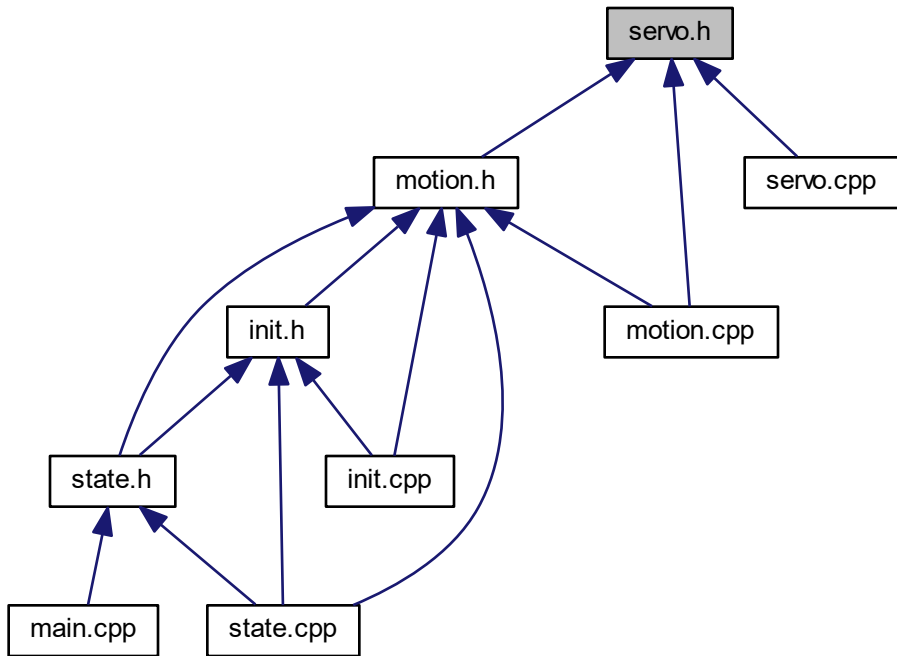 servo.h
motion.h
servo.cpp
init.h
motion.cpp
state.h
init.cpp
main.cpp
state.cpp